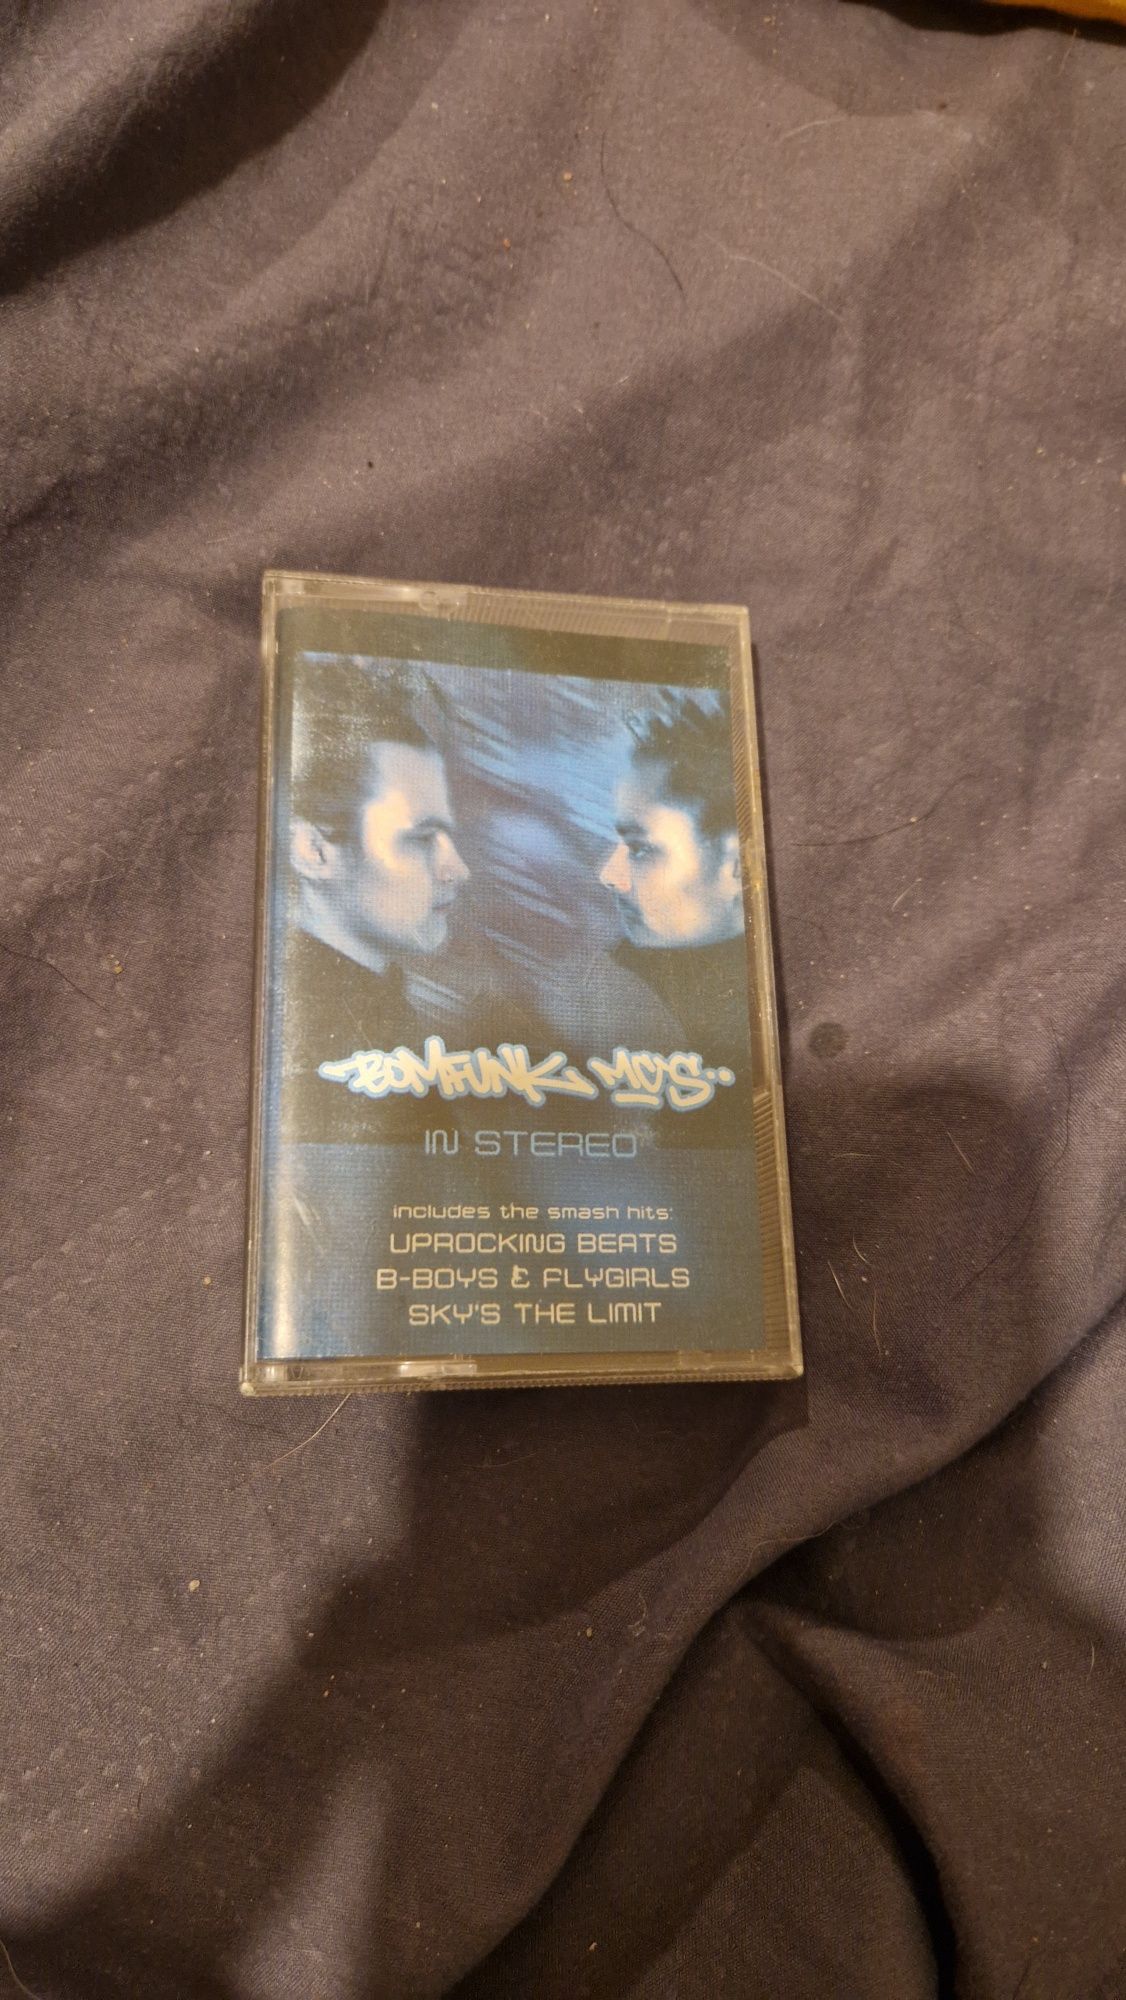 BOMFUNK MC'S..
IN STEREO
includes the smash hits:
UPROCKING BEATS
B-BOYS & FLYGIRLS
SKY'S THE LIMIT